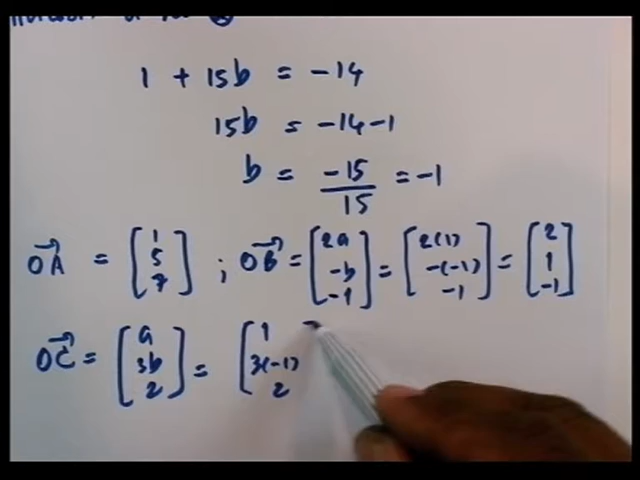 1 + 15b = -14
15b = -14-1
b = -15/15 = -1
OA⃗ = [1 5 7] ; OB⃗ = [2a -b -1] = [2(1) -(-1) -1] = [2 1 -1]
OC⃗ = [a 3b 2] = [1 3(-1) 2